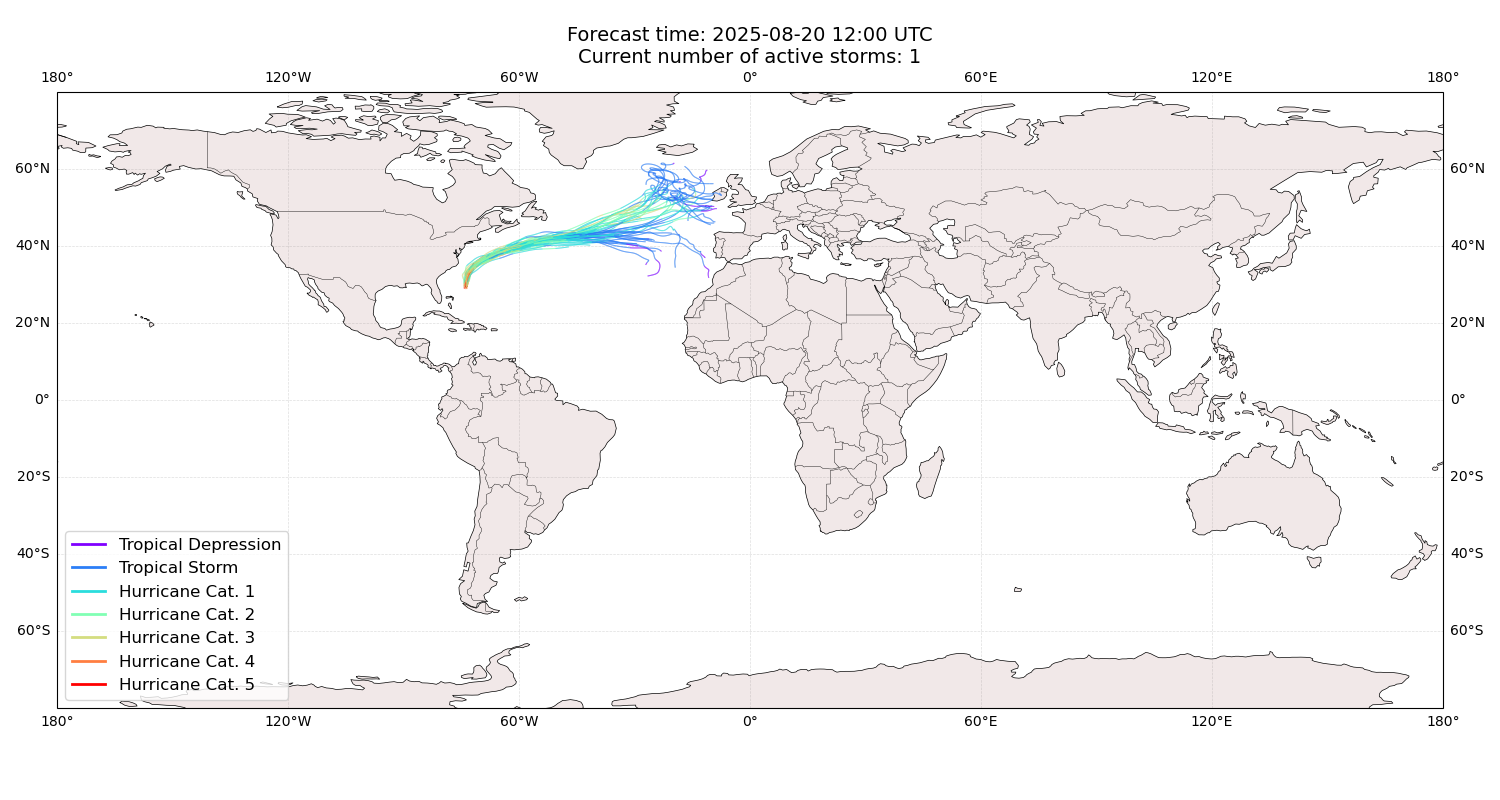 Forecast time: 2025-08-20 12:00 UTC
Current number of active storms: 1
180° 120°W 60°W 0° 60°E 120°E 180°
60°N 60°N
40°N 40°N
20°N 20°N
0° 0°
20°S 20°S
40°S 40°S
60°S 60°S
Tropical Depression
Tropical Storm
Hurricane Cat. 1
Hurricane Cat. 2
Hurricane Cat. 3
Hurricane Cat. 4
Hurricane Cat. 5
180° 120°W 60°W 0° 60°E 120°E 180°